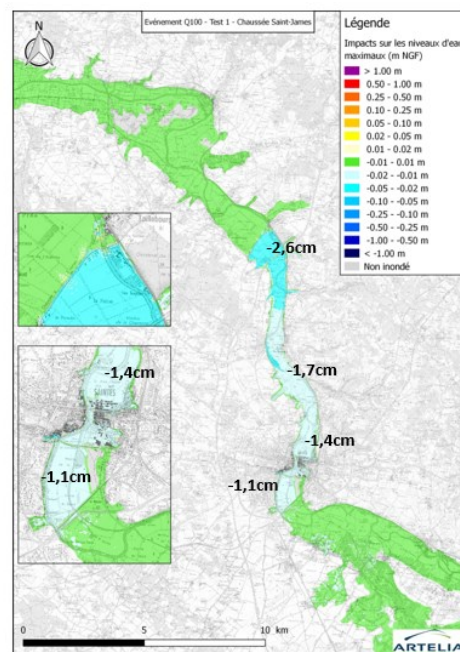 Evénement Q100 - Test 1 - Chaussée Saint-James
N
Légende
Impacts sur les niveaux d'eau
maximaux (m NGF)
> 1.00 m
0.50 - 1.00 m
0.25 - 0.50 m
0.10 - 0.25 m
0.05 - 0.10 m
0.02 - 0.05 m
0.01 - 0.02 m
-0.01 - 0.01 m
-0.02 - -0.01 m
-0.05 - -0.02 m
-0.10 - -0.05 m
-0.25 - -0.10 m
-0.50 - -0.25 m
-1.00 - -0.50 m
< -1.00 m
Non inondé
-2,6cm
-1,7cm
-1,4cm
-1,1cm
-1,4cm
-1,1cm
0 5 10 km
ARTELIA